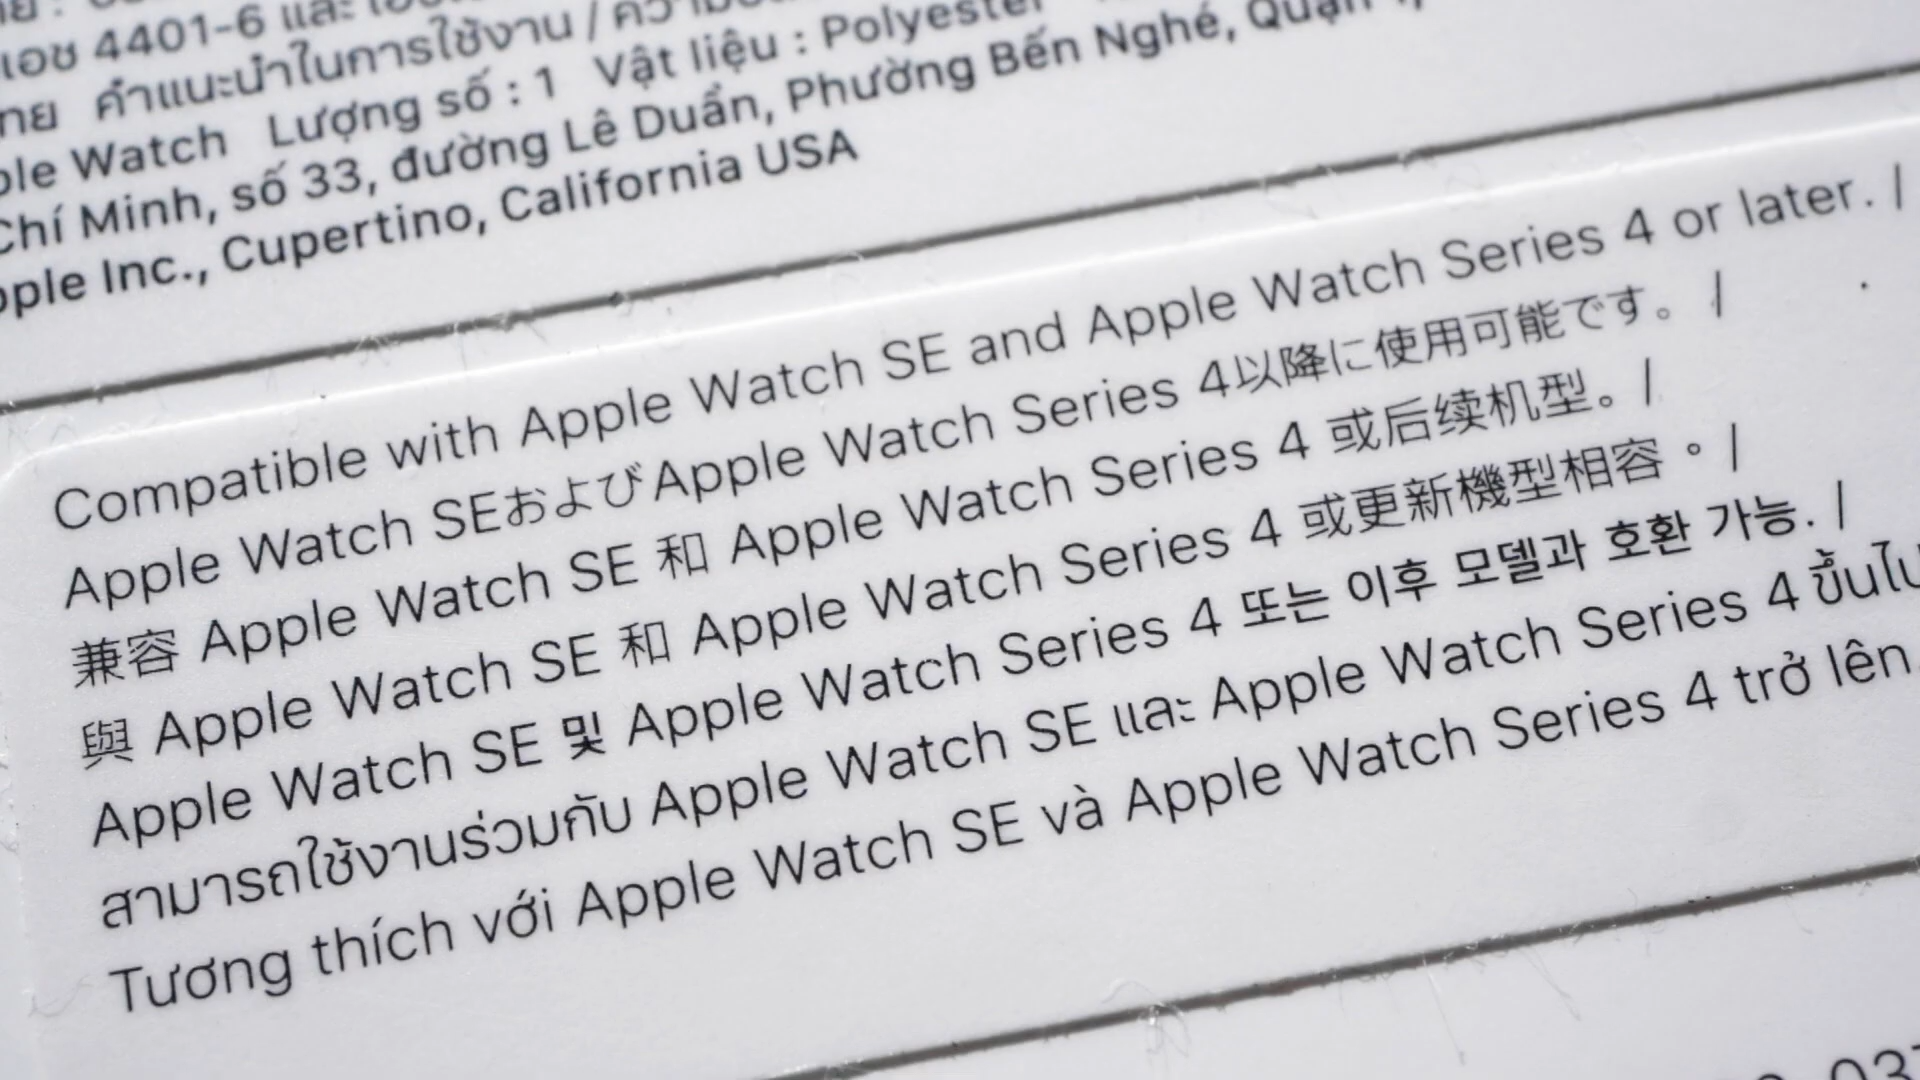 เอช 4401-6 และ
ไทย คำแนะนำในการใช้งาน /
Watch Lượng số : 1 Vật liệu : Polyester
Chí Minh, số 33, đường Lê Duẩn, Phường Bến Nghé, Quận 1,
Inc., Cupertino, California USA
Compatible with Apple Watch SE and Apple Watch Series 4 or later. /
Apple Watch SEおよびApple Watch Series 4以降に使用可能です。 /
兼容 Apple Watch SE 和 Apple Watch Series 4 或后续机型。 /
與 Apple Watch SE 和 Apple Watch Series 4 或更新機型相容。 /
Apple Watch SE 및 Apple Watch Series 4 또는 이후 모델과 호환 가능. /
สามารถใช้งานร่วมกับ Apple Watch SE และ Apple Watch Series 4 ขึ้นไป
Tương thích với Apple Watch SE và Apple Watch Series 4 trở lên